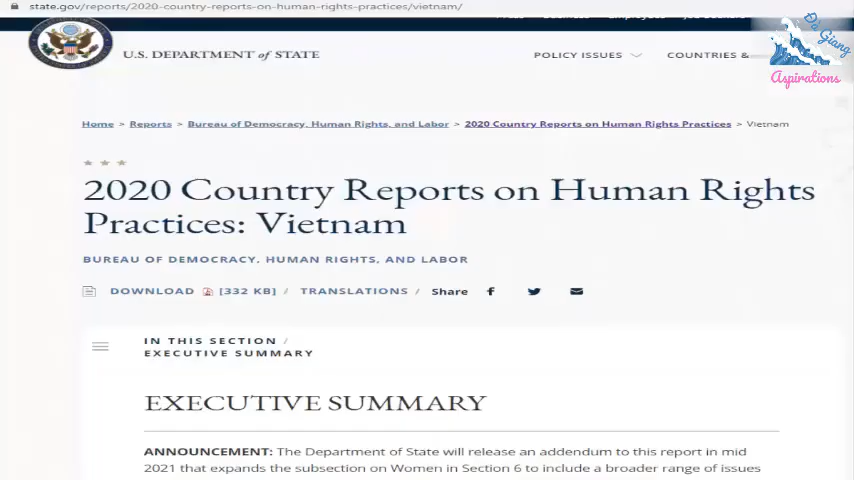 state.gov/reports/2020-country-reports-on-human-rights-practices/vietnam/
U.S. DEPARTMENT of STATE
POLICY ISSUES
COUNTRIES &
Da Giang
Aspirations
Home > Reports > Bureau of Democracy, Human Rights, and Labor > 2020 Country Reports on Human Rights Practices > Vietnam
2020 Country Reports on Human Rights
Practices: Vietnam
BUREAU OF DEMOCRACY, HUMAN RIGHTS, AND LABOR
DOWNLOAD [332 KB] / TRANSLATIONS / Share
IN THIS SECTION /
EXECUTIVE SUMMARY
EXECUTIVE SUMMARY
ANNOUNCEMENT: The Department of State will release an addendum to this report in mid
2021 that expands the subsection on Women in Section 6 to include a broader range of issues